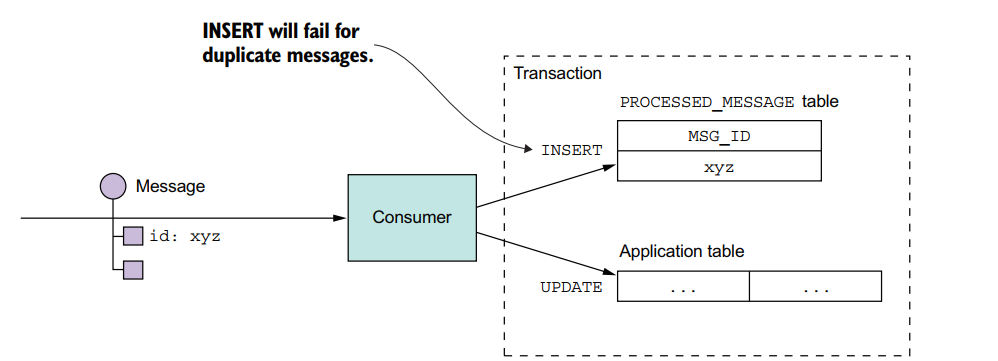 INSERT will fail for
duplicate messages.
Transaction
PROCESSED_MESSAGE table
MSG_ID
INSERT
xyz
Message
Consumer
id: xyz
Application table
UPDATE
... ...